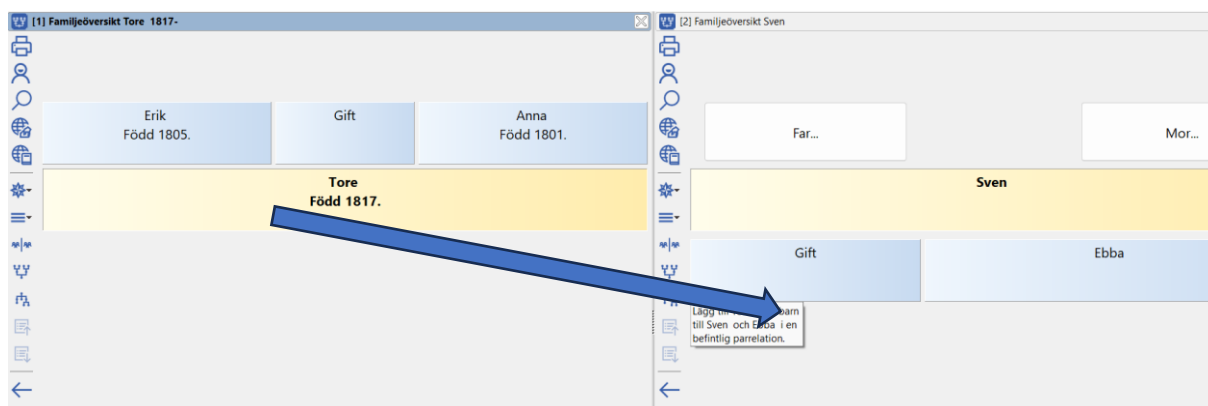 [1] Familjeöversikt Tore 1817-
[2] Familjeöversikt Sven
Erik
Född 1805.
Gift
Anna
Född 1801.
Far...
Mor...
Tore
Född 1817.
Sven
Gift
Ebba
Lägg till barn
till Sven och Ebba i en
befintlig parrelation.